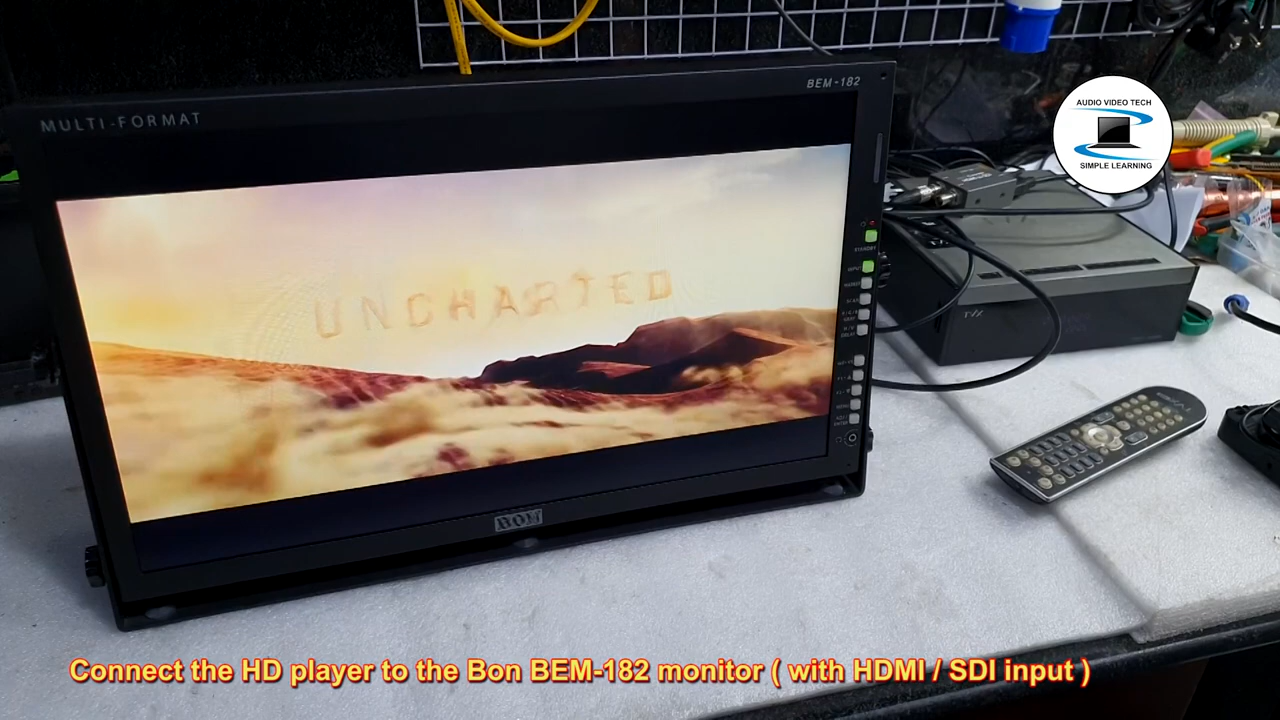 MULTI-FORMAT
BEM-182
AUDIO VIDEO TECH
SIMPLE LEARNING
UNCHARTED
STANDBY
BON
Connect the HD player to the Bon BEM-182 monitor ( with HDMI / SDI input )